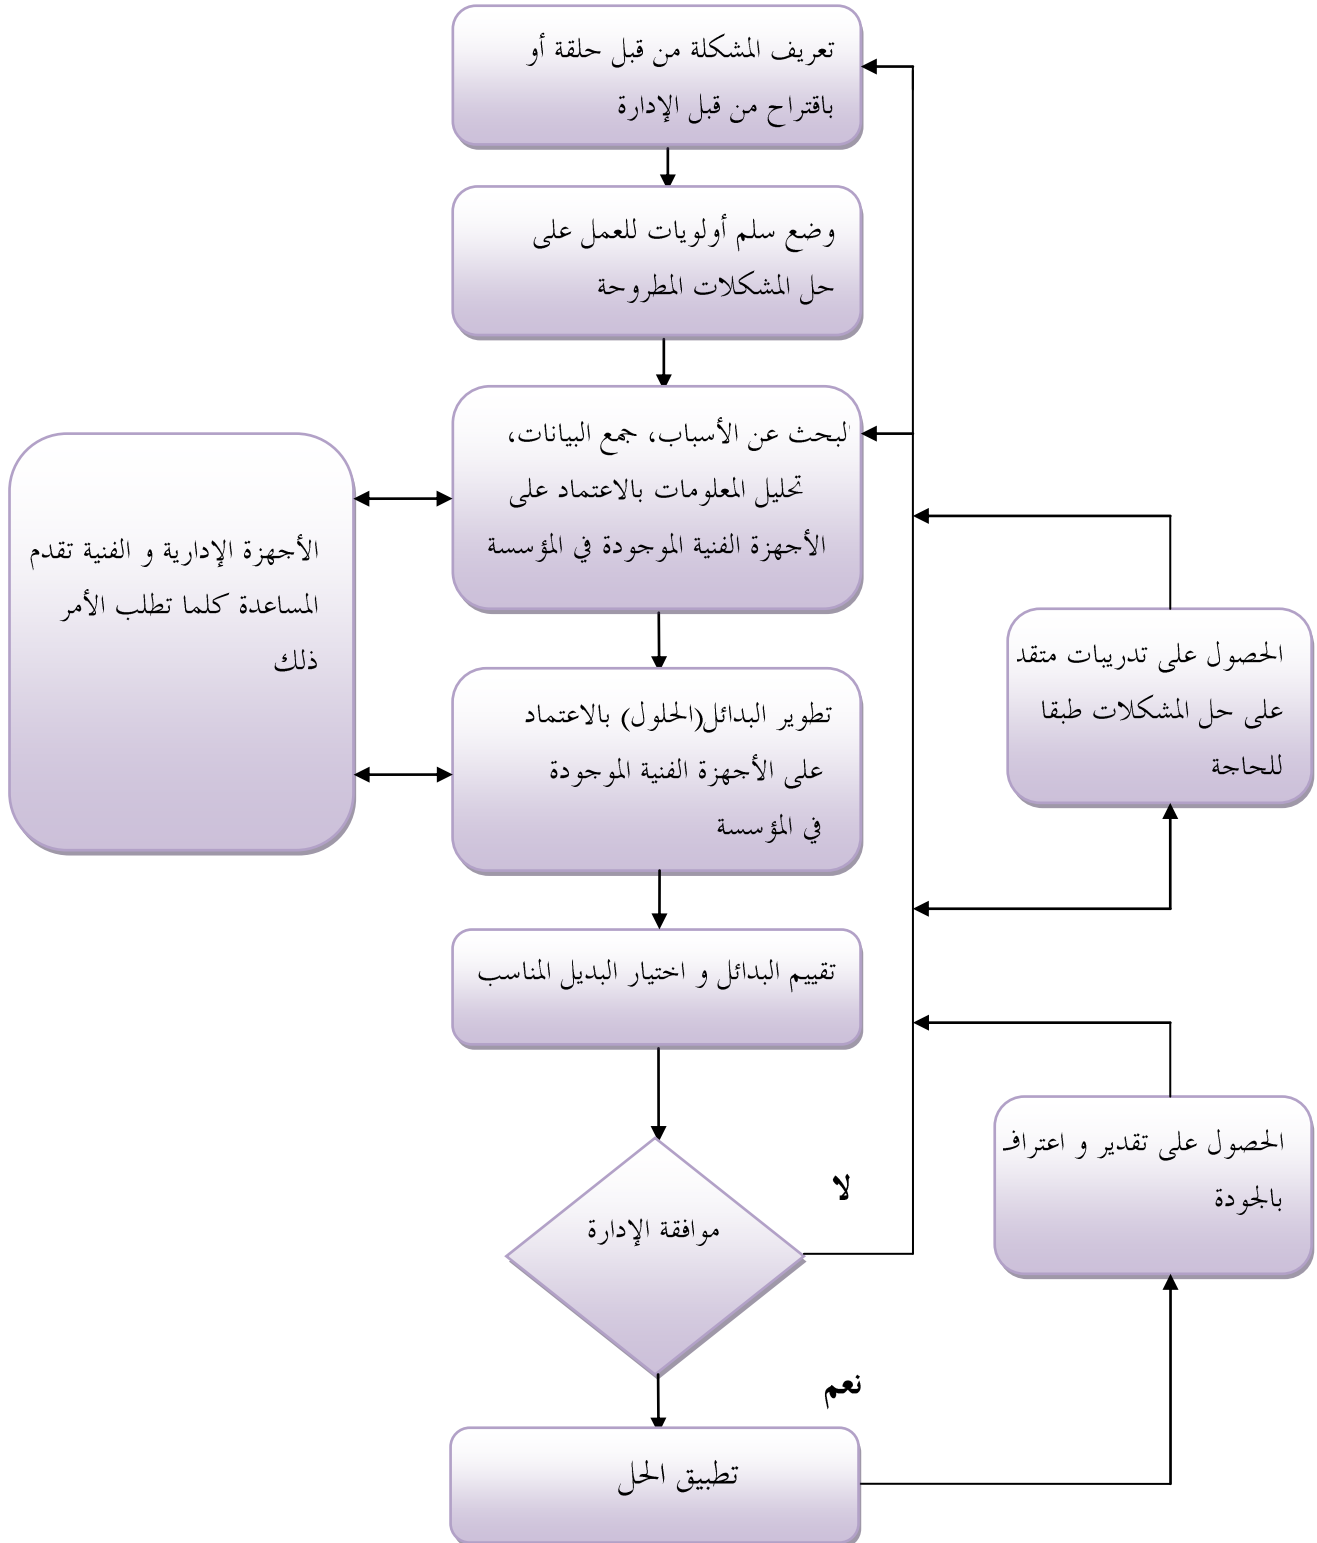 تعريف المشكلة من قبل حلقة أو
باقتراح من قبل الإدارة
وضع سلم أولويات للعمل على
حل المشكلات المطروحة
لبحث عن الأسباب، جمع البيانات،
تحليل المعلومات بالاعتماد على
الأجهزة الفنية الموجودة في المؤسسة
الأجهزة الإدارية و الفنية تقدم
المساعدة كلما تطلب الأمر
ذلك
الحصول على تدريبات متقد
على حل المشكلات طبقا
للحاجة
تطوير البدائل(الحلول) بالاعتماد
على الأجهزة الفنية الموجودة
في المؤسسة
تقييم البدائل و اختيار البديل المناسب
الحصول على تقدير و اعتراف
بالجودة
لا
موافقة الإدارة
نعم
تطبيق الحل